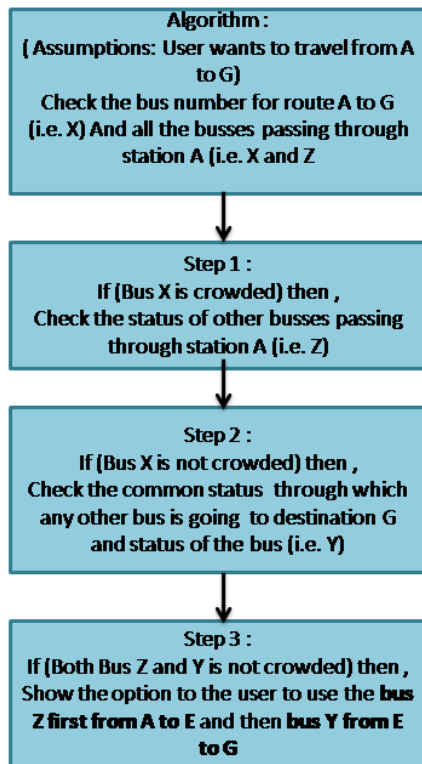 Algorithm :
( Assumptions: User wants to travel from A
to G)
Check the bus number for route A to G
(i.e. X) And all the busses passing through
station A (i.e. X and Z
Step 1 :
If (Bus X is crowded) then ,
Check the status of other busses passing
through station A (i.e. Z)
Step 2 :
If (Bus X is not crowded) then ,
Check the common status through which
any other bus is going to destination G
and status of the bus (i.e. Y)
Step 3 :
If (Both Bus Z and Y is not crowded) then ,
Show the option to the user to use the bus
Z first from A to E and then bus Y from E
to G